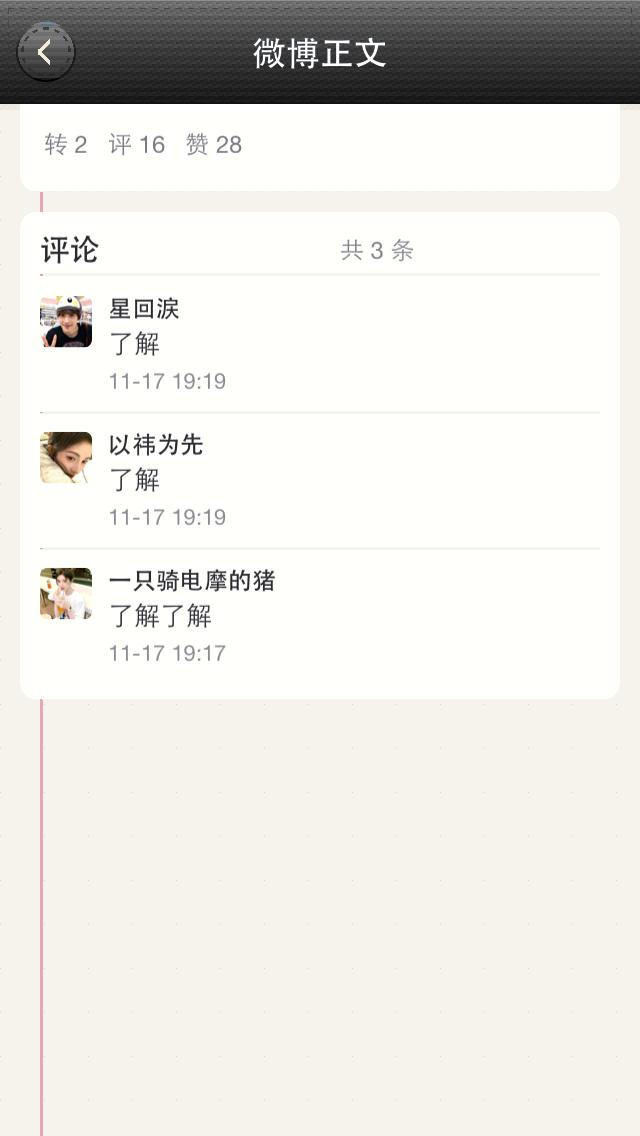 微博正文
转 2 评 16 赞 28
评论 共 3 条
星回涙
了解
11-17 19:19
以祎为先
了解
11-17 19:19
一只骑电摩的猪
了解了解
11-17 19:17